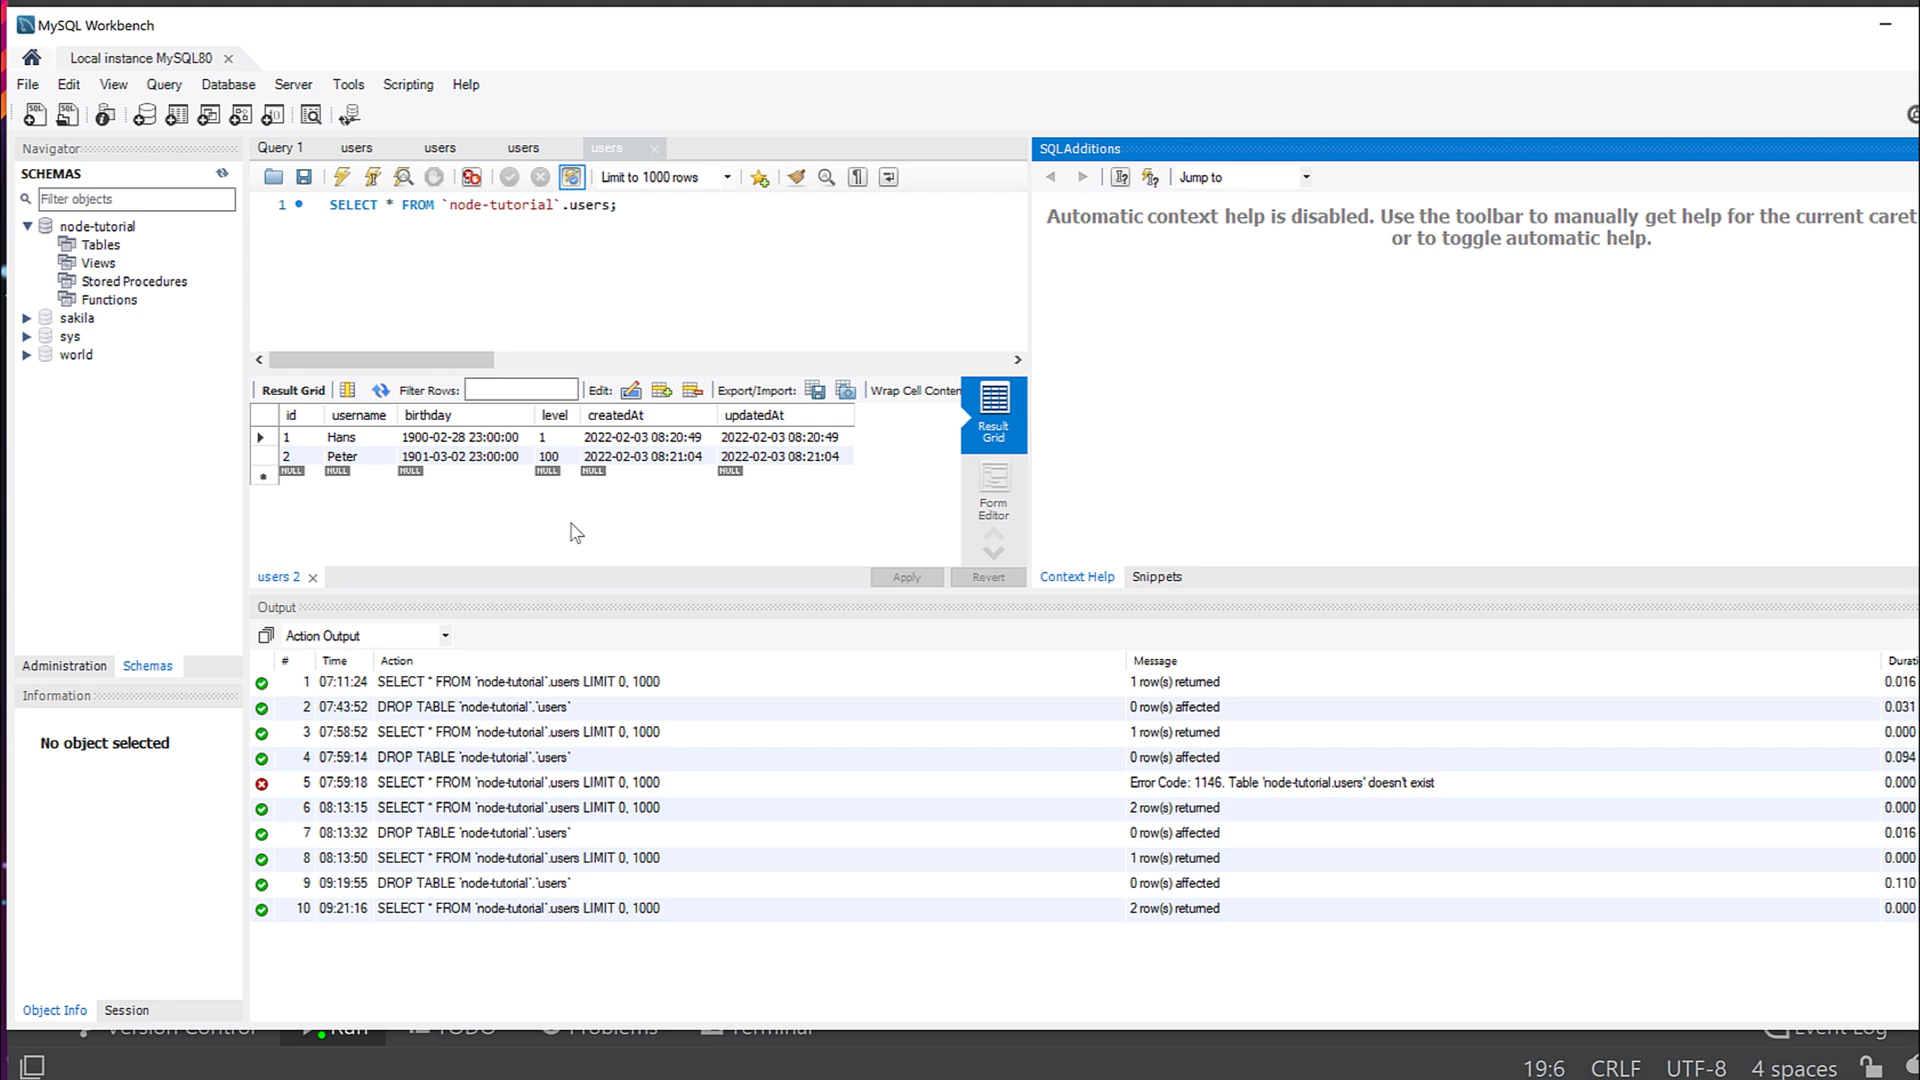 MySQL Workbench
Local instance MySQL80
File Edit View Query Database Server Tools Scripting Help
Navigator
SCHEMAS
Filter objects
node-tutorial
Tables
Views
Stored Procedures
Functions
sakila
sys
world
Administration Schemas
Information
No object selected
Object Info Session
Query 1 users users users users
Limit to 1000 rows
1 SELECT * FROM `node-tutorial`.users;
Result Grid Filter Rows: Edit: Export/Import: Wrap Cell Conten
id username birthday level createdAt updatedAt
1 Hans 1900-02-28 23:00:00 1 2022-02-03 08:20:49 2022-02-03 08:20:49
2 Peter 1901-03-02 23:00:00 100 2022-02-03 08:21:04 2022-02-03 08:21:04
NULL NULL NULL NULL NULL NULL
Result
Grid
Form
Editor
users 2 Apply Revert
SQLAdditions
Jump to
Automatic context help is disabled. Use the toolbar to manually get help for the current caret
or to toggle automatic help.
Context Help Snippets
Output
Action Output
# Time Action Message Durati
1 07:11:24 SELECT * FROM `node-tutorial`.users LIMIT 0, 1000 1 row(s) returned 0.016
2 07:43:52 DROP TABLE `node-tutorial`.`users` 0 row(s) affected 0.031
3 07:58:52 SELECT * FROM `node-tutorial`.users LIMIT 0, 1000 1 row(s) returned 0.000
4 07:59:14 DROP TABLE `node-tutorial`.`users` 0 row(s) affected 0.094
5 07:59:18 SELECT * FROM `node-tutorial`.users LIMIT 0, 1000 Error Code: 1146. Table 'node-tutorial.users' doesn't exist 0.000
6 08:13:15 SELECT * FROM `node-tutorial`.users LIMIT 0, 1000 2 row(s) returned 0.000
7 08:13:32 DROP TABLE `node-tutorial`.`users` 0 row(s) affected 0.016
8 08:13:50 SELECT * FROM `node-tutorial`.users LIMIT 0, 1000 1 row(s) returned 0.000
9 09:19:55 DROP TABLE `node-tutorial`.`users` 0 row(s) affected 0.110
10 09:21:16 SELECT * FROM `node-tutorial`.users LIMIT 0, 1000 2 row(s) returned 0.000
Version Control Run TODO Problems Terminal Event Log
19:6 CRLF UTF-8 4 spaces